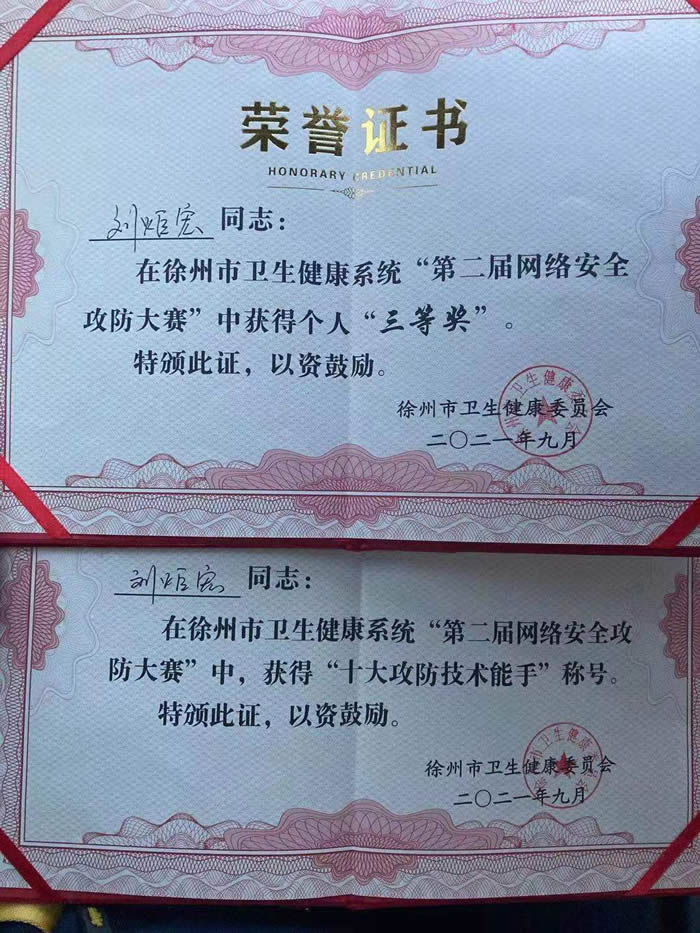 荣誉证书
HONORARY CREDENTIAL
刘炬宏 同志：
在徐州市卫生健康系统“第二届网络安全
攻防大赛”中获得个人“三等奖”。
特颁此证，以资鼓励。
徐州市卫生健康委员会
二〇二一年九月
刘炬宏 同志：
在徐州市卫生健康系统“第二届网络安全攻
防大赛”中，获得“十大攻防技术能手”称号。
特颁此证，以资鼓励。
徐州市卫生健康委员会
二〇二一年九月